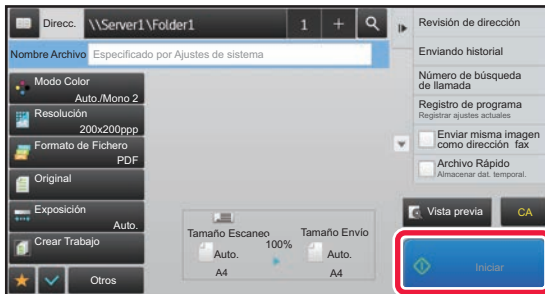 Direcc.
\\Server1\Folder1
1
+
Nombre Archivo
Especificado por Ajustes de sistema
Modo Color
Auto./Mono 2
Resolución
200x200ppp
Formato de Fichero
PDF
Original
Exposición
Auto.
Crear Trabajo
Otros
Tamaño Escaneo
Auto.
A4
100%
Tamaño Envio
Auto.
A4
Revisión de dirección
Enviando historial
Número de búsqueda
de llamada
Registro de programa
Registrar ajustes actuales
Enviar misma imagen
como dirección fax
Archivo Rápido
Almacenar dat. temporal.
Vista previa
CA
Iniciar